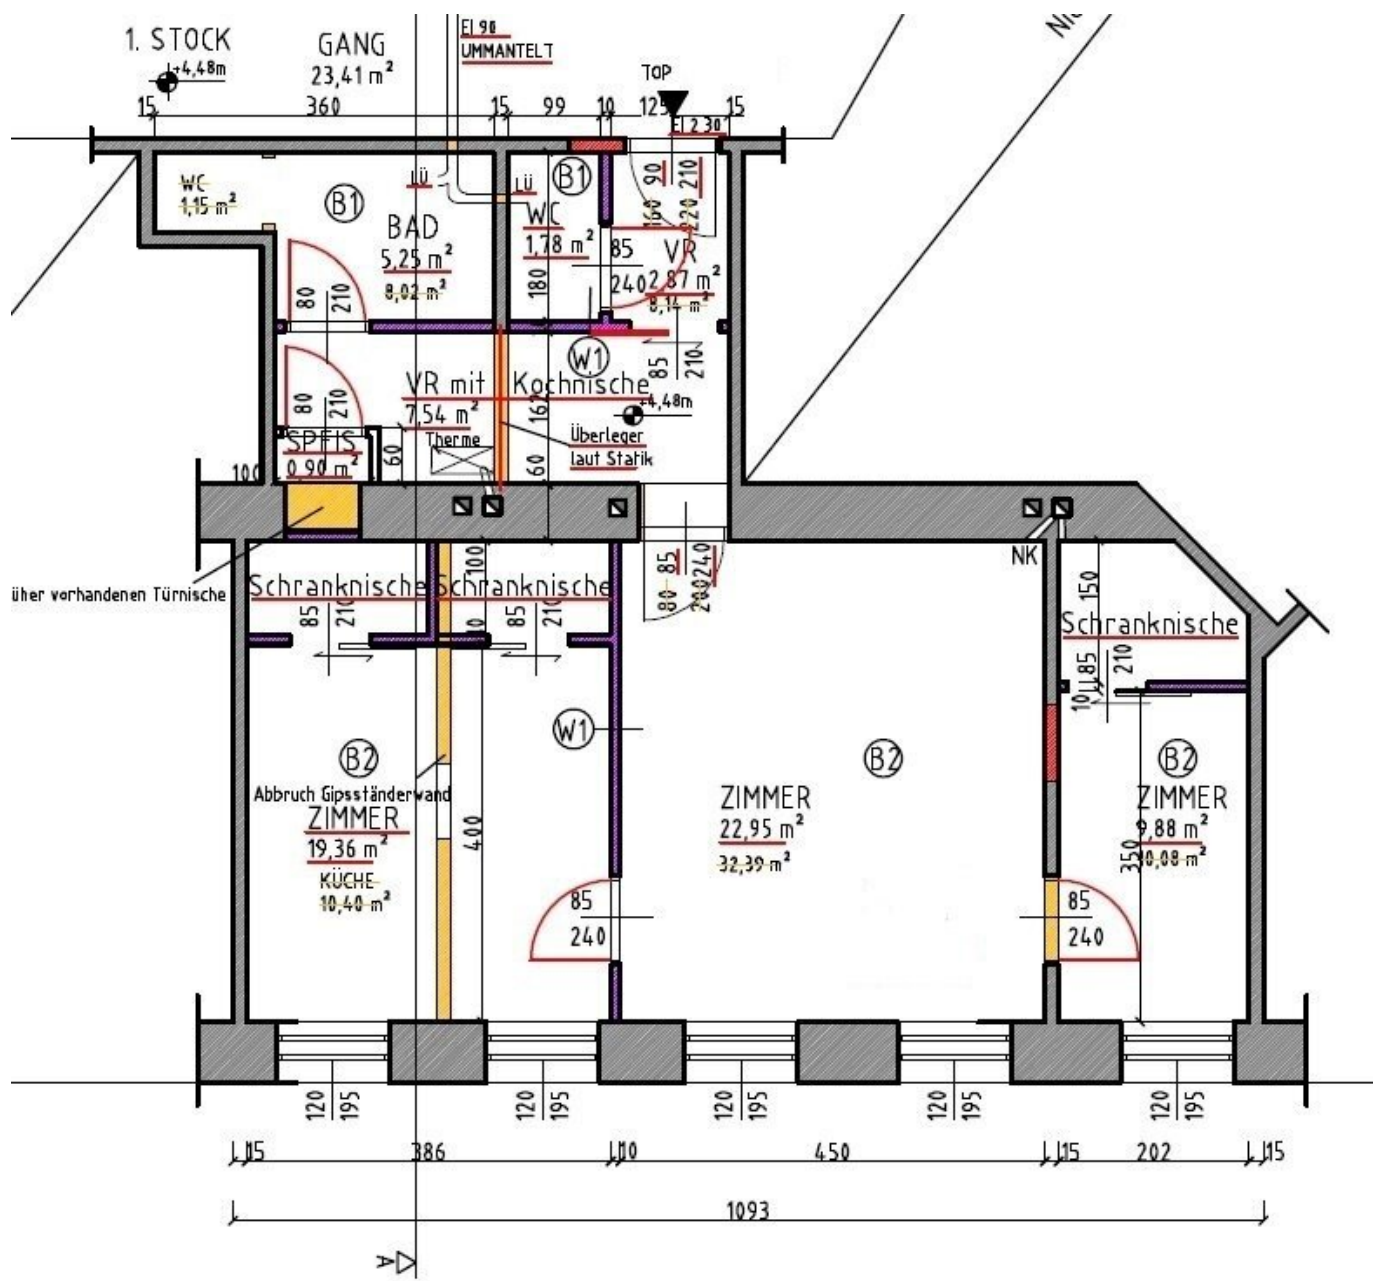 1. STOCK
+4,48m
GANG
23,41 m²
EI 90
UMMANTELT
TOP
15
360
15
99
10
125
15
EI 2 30
WC
1,15 m²
B1
LÜ
BAD
5,25 m²
8,02 m²
LÜ
B1
WC
1,78 m²
180
90
210
160
220
85
240
VR
2,87 m²
8,14 m²
80
210
W1
85
210
80
210
VR mit Kochnische
7,54 m²
162
+4,48m
Therme
Überleger
laut Statik
SPEIS
0,90 m²
60
60
100
NK
üher vorhandenen Türnische
Schranknische
Schranknische
100
85
210
85
210
80
85
200
240
150
Schranknische
85
210
10
B2
Abbruch Gipsständerwand
ZIMMER
19,36 m²
KÜCHE
10,40 m²
400
W1
B2
ZIMMER
22,95 m²
32,39 m²
B2
ZIMMER
9,88 m²
10,08 m²
350
85
240
85
240
120
195
120
195
120
195
120
195
120
195
15
386
10
450
15
202
15
1093
A